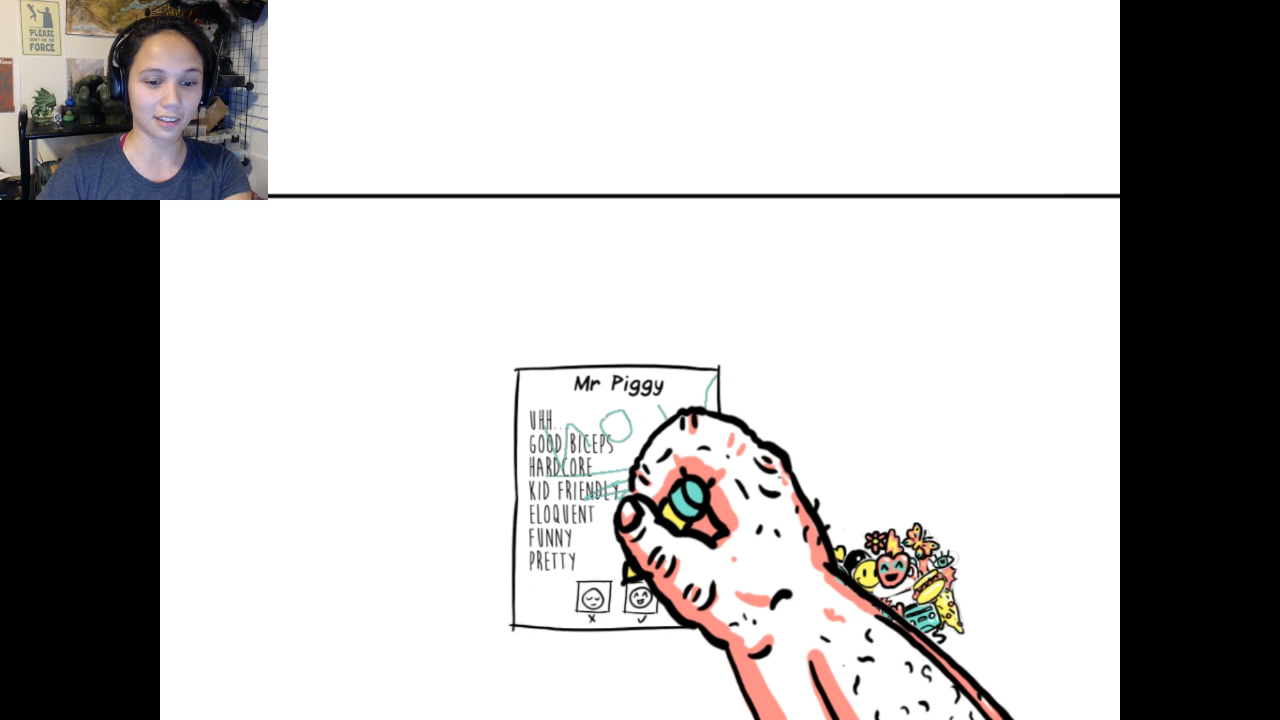 PLEASE
DON'T USE THE
FORCE
Mr Piggy
UHH..
GOOD BICEPS
HARDCORE
KID FRIENDLY
ELOQUENT
FUNNY
PRETTY